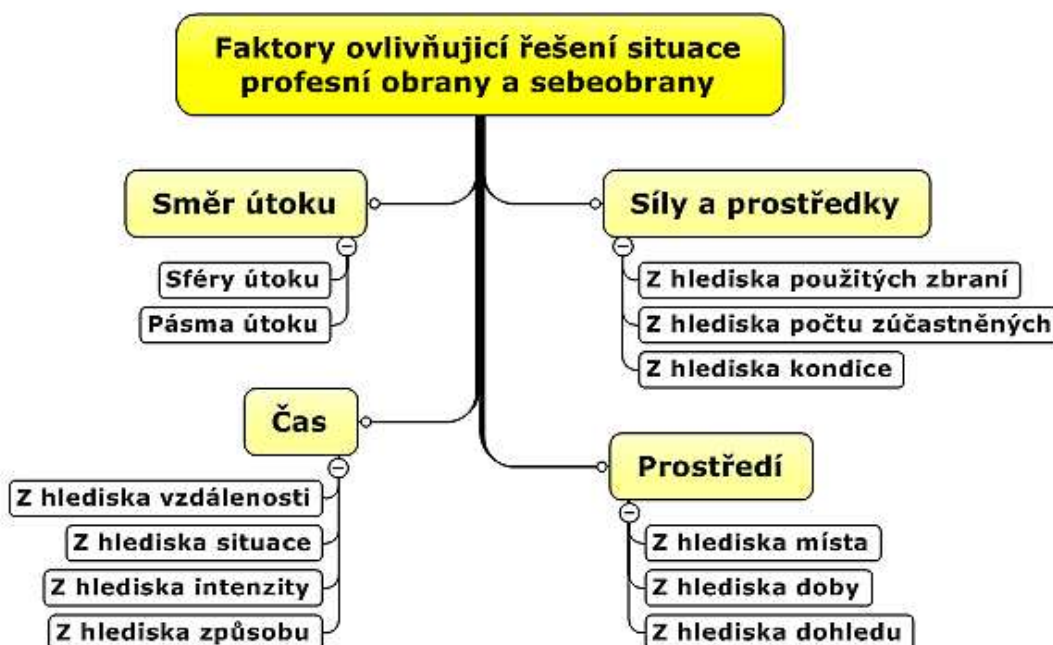 Faktory ovlivňujicí řešení situace
profesní obrany a sebeobrany
Směr útoku
Sféry útoku
Pásma útoku
Síly a prostředky
Z hlediska použitých zbraní
Z hlediska počtu zúčastněných
Z hlediska kondice
Čas
Z hlediska vzdálenosti
Z hlediska situace
Z hlediska intenzity
Z hlediska způsobu
Prostředí
Z hlediska místa
Z hlediska doby
Z hlediska dohledu